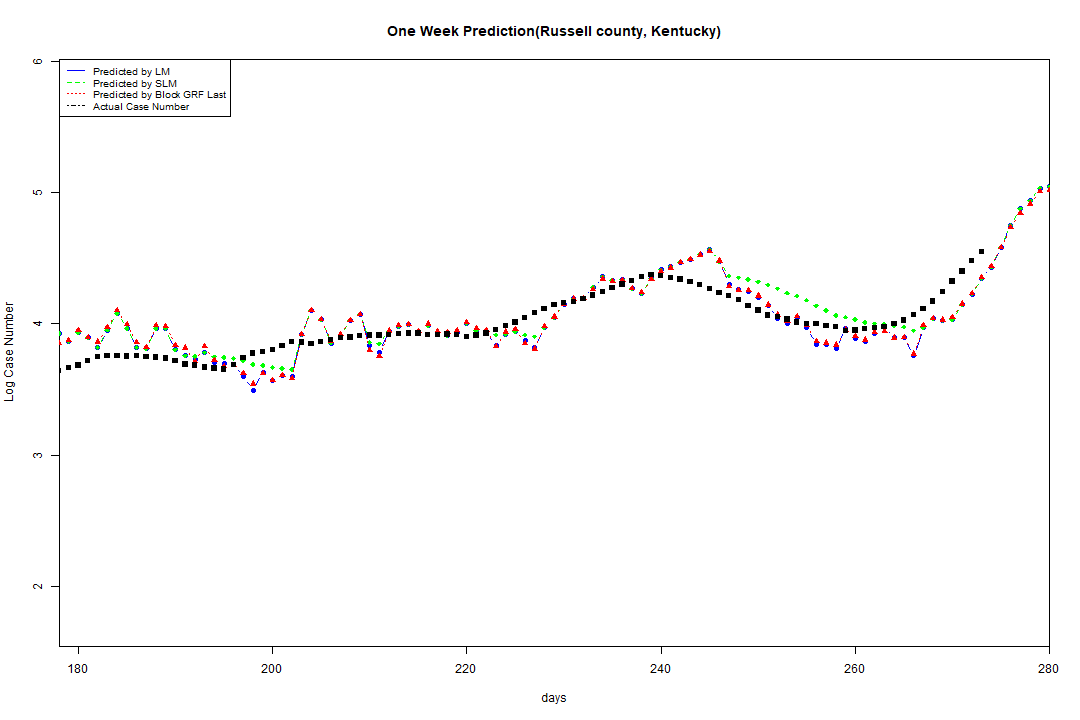 One Week Prediction(Russell county, Kentucky)
Predicted by LM
Predicted by SLM
Predicted by Block GRF Last
Actual Case Number
6
5
4
3
2
Log Case Number
180 200 220 240 260 280
days